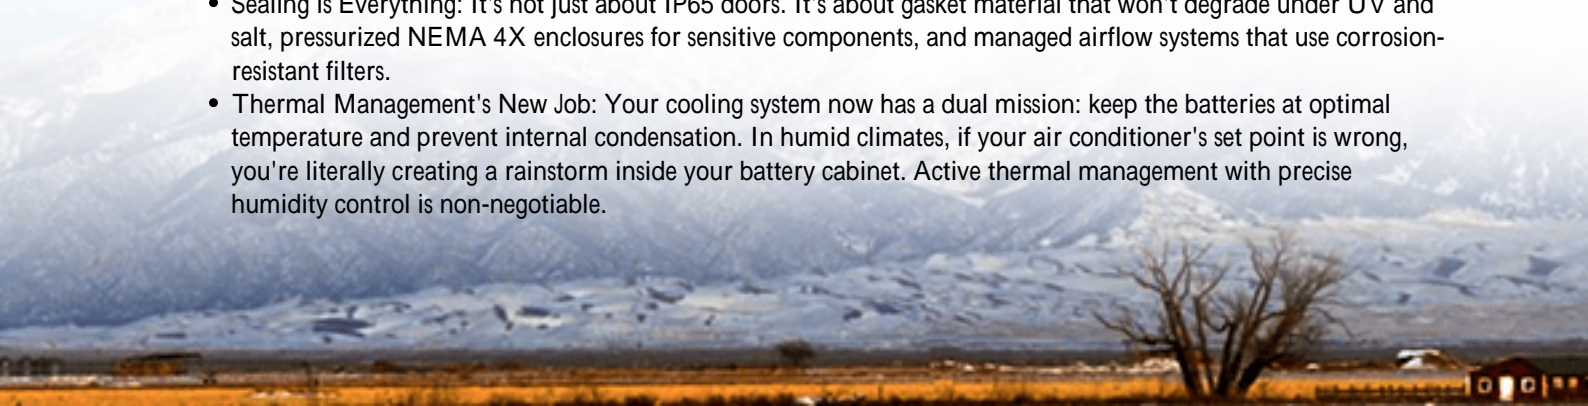 • Sealing is Everything: It's not just about IP65 doors. It's about gasket material that won't degrade under UV and
salt, pressurized NEMA 4X enclosures for sensitive components, and managed airflow systems that use corrosion-
resistant filters.
• Thermal Management's New Job: Your cooling system now has a dual mission: keep the batteries at optimal
temperature and prevent internal condensation. In humid climates, if your air conditioner's set point is wrong,
you're literally creating a rainstorm inside your battery cabinet. Active thermal management with precise
humidity control is non-negotiable.